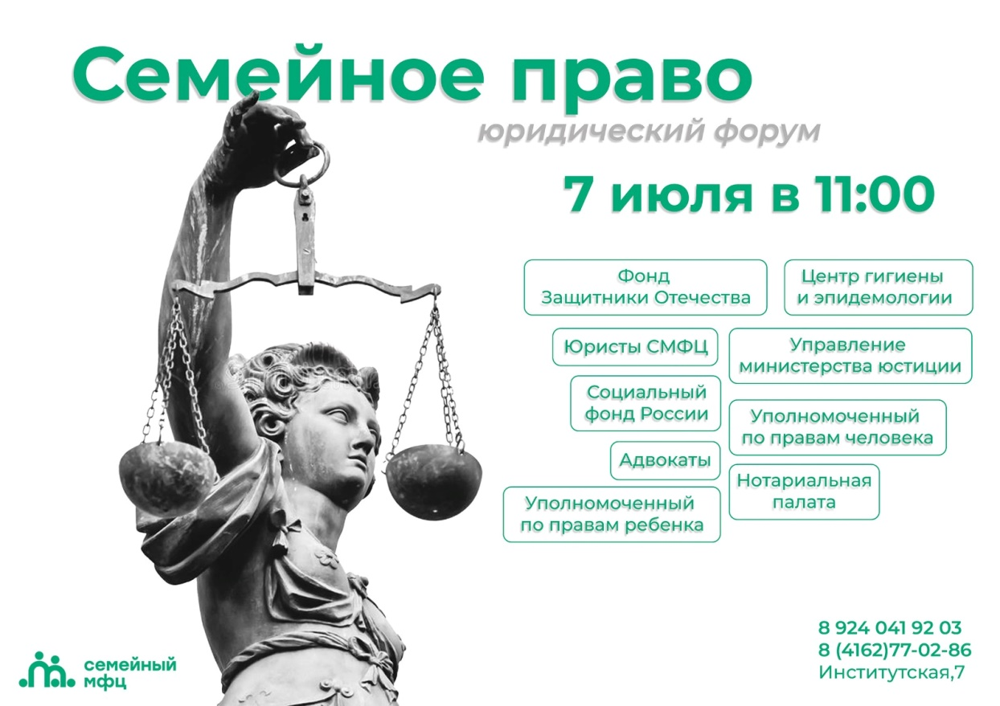 Семейное право
юридический форум
7 июля в 11:00
Фонд
Защитники Отечества
Центр гигиены
и эпидемологии
Юристы СМФЦ
Управление
министерства юстиции
Социальный
фонд России
Уполномоченный
по правам человека
Адвокаты
Нотариальная
палата
Уполномоченный
по правам ребенка
8 924 041 92 03
8 (4162)77-02-86
Институтская,7
семейный
мфц